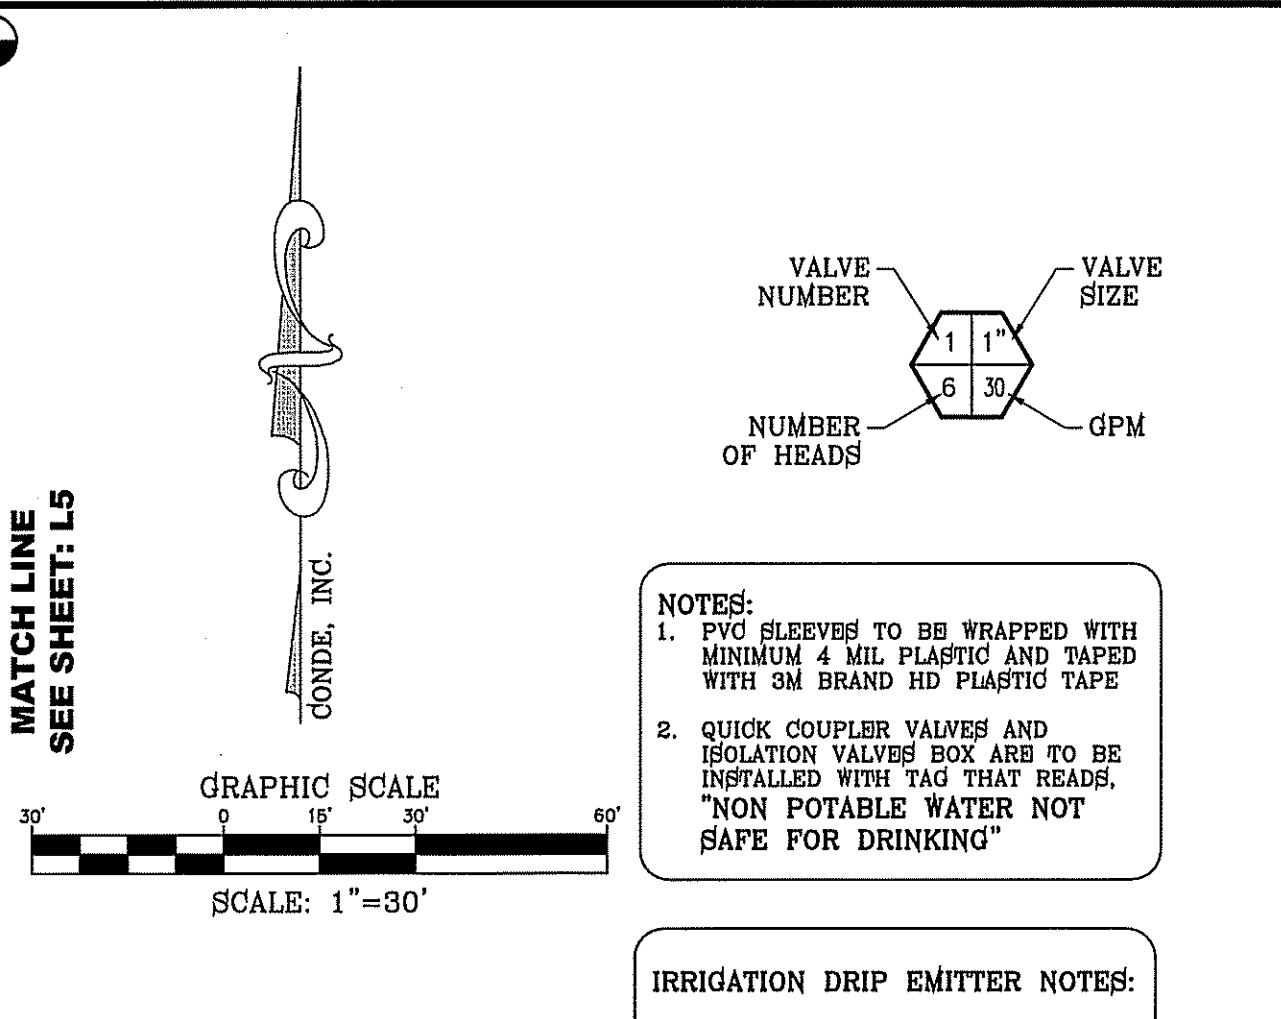 MATCH LINE
SEE SHEET: L5
CONDE, INC.
GRAPHIC SCALE
30' 0 15' 30' 60'
SCALE: 1"=30'
VALVE
NUMBER
VALVE
SIZE
1 1"
6 30
NUMBER
OF HEADS
GPM
NOTES:
1. PVC SLEEVES TO BE WRAPPED WITH
MINIMUM 4 MIL PLASTIC AND TAPED
WITH 3M BRAND HD PLASTIC TAPE
2. QUICK COUPLER VALVES AND
ISOLATION VALVES BOX ARE TO BE
INSTALLED WITH TAG THAT READS,
"NON POTABLE WATER NOT
SAFE FOR DRINKING"
IRRIGATION DRIP EMITTER NOTES: